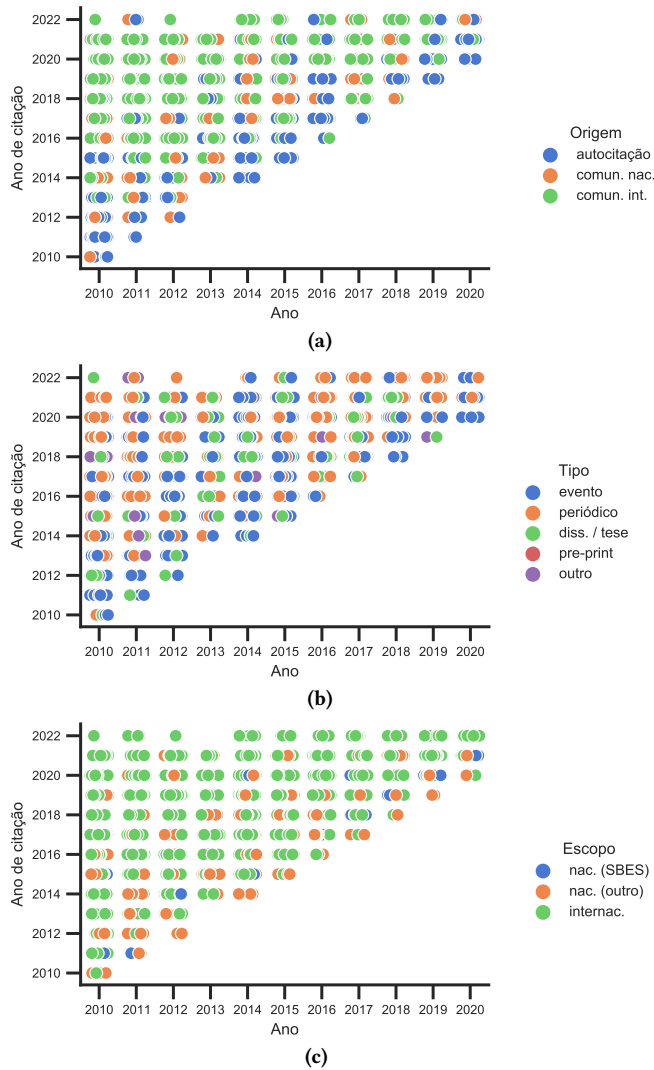 2022
2020
2018
2016
2014
2012
2010
Ano de citação
2010 2011 2012 2013 2014 2015 2016 2017 2018 2019 2020
Ano
Origem
autocitação
comun. nac.
comun. int.
(a)
2022
2020
2018
2016
2014
2012
2010
Ano de citação
2010 2011 2012 2013 2014 2015 2016 2017 2018 2019 2020
Ano
Tipo
evento
periódico
diss. / tese
pre-print
outro
(b)
2022
2020
2018
2016
2014
2012
2010
Ano de citação
2010 2011 2012 2013 2014 2015 2016 2017 2018 2019 2020
Ano
Escopo
nac. (SBES)
nac. (outro)
internac.
(c)